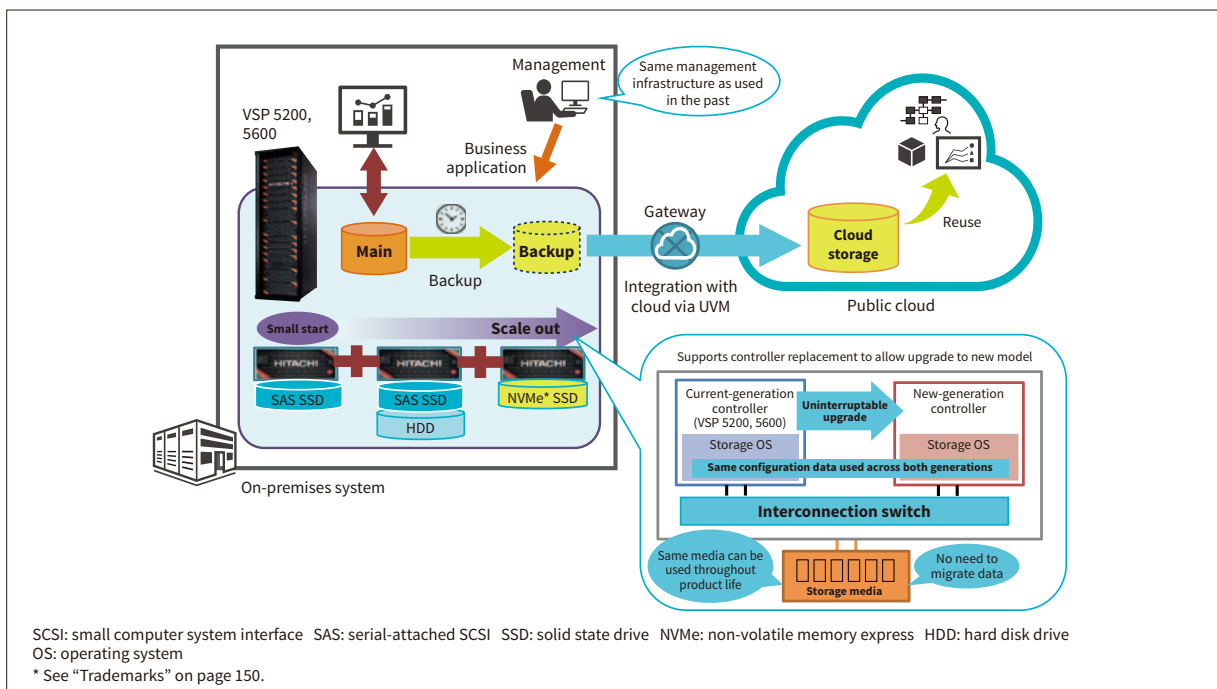 Management
Same management
infrastructure as used
in the past
VSP 5200,
5600
Business
application
HITACHI
Main
Backup
Backup
Gateway
Integration with
cloud via UVM
Cloud
storage
Reuse
Public cloud
Small start
Scale out
HITACHI
HITACHI
HITACHI
SAS SSD
SAS SSD
HDD
NVMe* SSD
On-premises system
Supports controller replacement to allow upgrade to new model
Current-generation
controller
(VSP 5200, 5600)
Uninterruptable
upgrade
New-generation
controller
Storage OS
Storage OS
Same configuration data used across both generations
Interconnection switch
Same media can be
used throughout
product life
Storage media
No need to
migrate data
SCSI: small computer system interface SAS: serial-attached SCSI SSD: solid state drive NVMe: non-volatile memory express HDD: hard disk drive
OS: operating system
* See “Trademarks” on page 150.